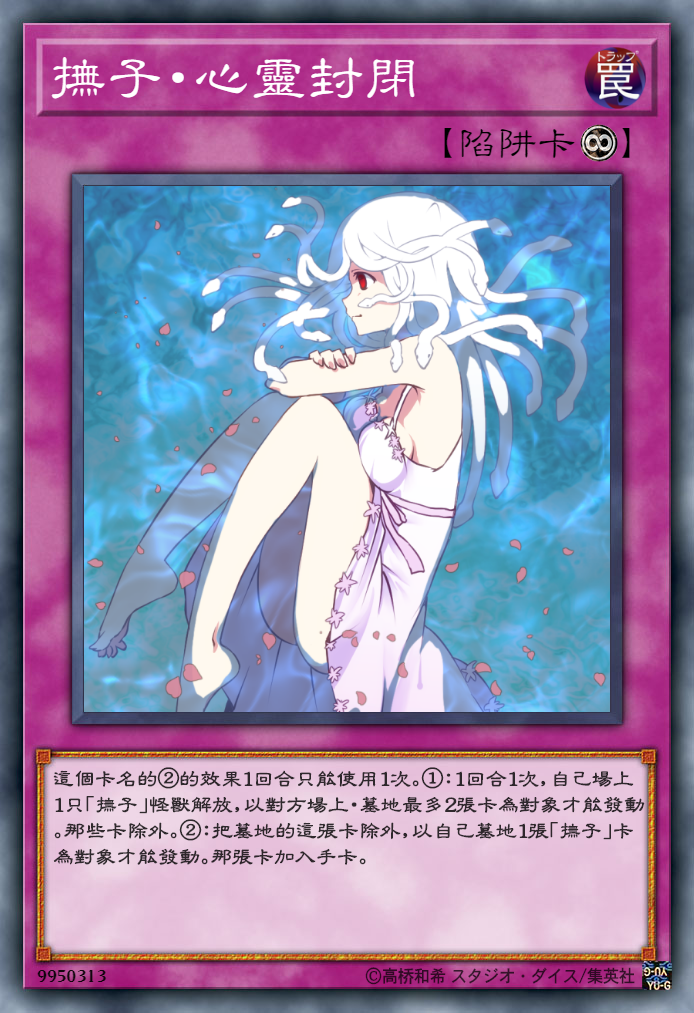 撫子・心靈封閉
トラップ
罠
【陷阱卡】
這個卡名的②的效果1回合只能使用1次。①:1回合1次,自己場上
1只「撫子」怪獸解放,以對方場上・墓地最多2張卡為對象才能發動
。那些卡除外。②:把墓地的這張卡除外,以自己墓地1張「撫子」卡
為對象才能發動。那張卡加入手卡。
9950313
©高桥和希 スタジオ・ダイス/集英社
YU-G